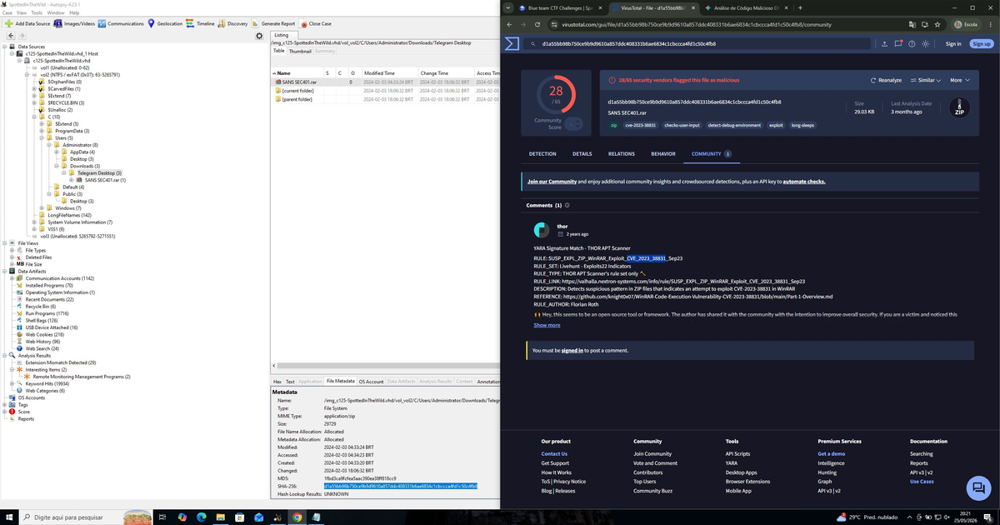 SpottedInTheWild - Autopsy 4.23.1
Case View Tools Window Help
Add Data Source Images/Videos Communications Geolocation Timeline Discovery Generate Report Close Case
Data Sources
c125-SpottedInTheWild.vhd_1 Host
c125-SpottedInTheWild.vhd
vol1 (Unallocated: 0-62)
vol2 (NTFS / exFAT (0x07): 63-5265791)
$OrphanFiles (0)
$CarvedFiles (1)
$Extend (7)
$RECYCLE.BIN (3)
$Unalloc (2)
C (10)
$Extend (5)
ProgramData (3)
Users (5)
Administrator (8)
AppData (4)
Desktop (3)
Downloads (3)
Telegram Desktop (3)
SANS SEC401.rar (1)
Default (4)
Public (3)
Desktop (3)
Windows (7)
LongFileNames (142)
System Volume Information (7)
VSS1 (9)
vol3 (Unallocated: 5265792-5271551)
File Views
File Types
Deleted Files
MB File Size
Data Artifacts
Communication Accounts (1142)
Installed Programs (70)
Operating System Information (1)
Recent Documents (22)
Recycle Bin (6)
Run Programs (1716)
Shell Bags (126)
USB Device Attached (16)
Web Cookies (216)
Web History (96)
Web Search (24)
Analysis Results
Extension Mismatch Detected (29)
Interesting Items (2)
Remote Monitoring Management Programs (2)
Keyword Hits (19934)
Web Categories (6)
OS Accounts
Tags
Score
Reports
Listing
/img_c125-SpottedInTheWild.vhd/vol_vol2/C/Users/Administrator/Downloads/Telegram Desktop
Table Thumbnail Summary
Name S C O Modified Time Change Time Access Tim
SANS SEC401.rar 0 2024-02-03 04:33:24 BRT 2024-02-03 18:06:32 BRT 2024-02-03
[current folder] 2024-02-03 18:06:32 BRT 2024-02-03 18:06:32 BRT 2024-02-03
[parent folder] 2024-02-03 18:06:32 BRT 2024-02-03 18:06:32 BRT 2024-02-03
Hex Text Application File Metadata OS Account Data Artifacts Analysis Results Context Annotation
Metadata
Name: /img_c125-SpottedInTheWild.vhd/vol_vol2/C/Users/Administrator/Downloads/Telegr
Type: File System
MIME Type: application/zip
Size: 29729
File Name Allocation: Allocated
Metadata Allocation: Allocated
Modified: 2024-02-03 04:33:24 BRT
Accessed: 2024-02-03 04:34:23 BRT
Created: 2024-02-03 04:33:20 BRT
Changed: 2024-02-03 18:06:32 BRT
MD5: 1fbd3ca9fcfea5aac390ea38ff818cc9
SHA-256: d1a55bb98b750ce9b9d9610a857ddc408331b6ae6834c1cbccca4fd1c50c4fb8
Hash Lookup Results: UNKNOWN
Blue team CTF Challenges | Sp
VirusTotal - File - d1a55bb98b7
Análise de Código Malicioso O
virustotal.com/gui/file/d1a55bb98b750ce9b9d9610a857ddc408331b6ae6834c1cbccca4fd1c50c4fb8/community
Escola
d1a55bb98b750ce9b9d9610a857ddc408331b6ae6834c1cbccca4fd1c50c4fb8
Sign in Sign up
28
/ 65
Community Score
28/65 security vendors flagged this file as malicious
Reanalyze Similar More
d1a55bb98b750ce9b9d9610a857ddc408331b6ae6834c1cbccca4fd1c50c4fb8
SANS SEC401.rar
Size
29.03 KB
Last Analysis Date
3 months ago
ZIP
zip cve-2023-38831 checks-user-input detect-debug-environment exploit long-sleeps
DETECTION DETAILS RELATIONS BEHAVIOR COMMUNITY 1
Join our Community and enjoy additional community insights and crowdsourced detections, plus an API key to automate checks.
Comments (1)
thor
2 years ago
YARA Signature Match - THOR APT Scanner
RULE: SUSP_EXPL_ZIP_WinRAR_Exploit_CVE_2023_38831_Sep23
RULE_SET: Livehunt - Exploits22 Indicators
RULE_TYPE: THOR APT Scanner's rule set only 🔨
RULE_LINK: https://valhalla.nextron-systems.com/info/rule/SUSP_EXPL_ZIP_WinRAR_Exploit_CVE_2023_38831_Sep23
DESCRIPTION: Detects suspicious pattern in ZIP files that indicates an attempt to exploit CVE-2023-38831 in WinRAR
REFERENCE: https://github.com/knight0x07/WinRAR-Code-Execution-Vulnerability-CVE-2023-38831/blob/main/Part-1-Overview.md
RULE_AUTHOR: Florian Roth
Hey, this seems to be an open-source tool or framework. The author has shared it with the community with the intention to improve overall security. If you are a victim and noticed this
Show more
You must be signed in to post a comment.
Our product Community Tools Premium Services Documentation
Contact Us Join Community API Scripts Get a demo Searching
Get Support Vote and Comment YARA Intelligence Reports
How It Works Contributors Desktop Apps Hunting API v3 | v2
ToS | Privacy Notice Top Users Browser Extensions Graph Use Cases
Blog | Releases Community Buzz Mobile App API v3 | v2
Digite aqui para pesquisar
29°C Pred. nublado
20:21
25/05/2026